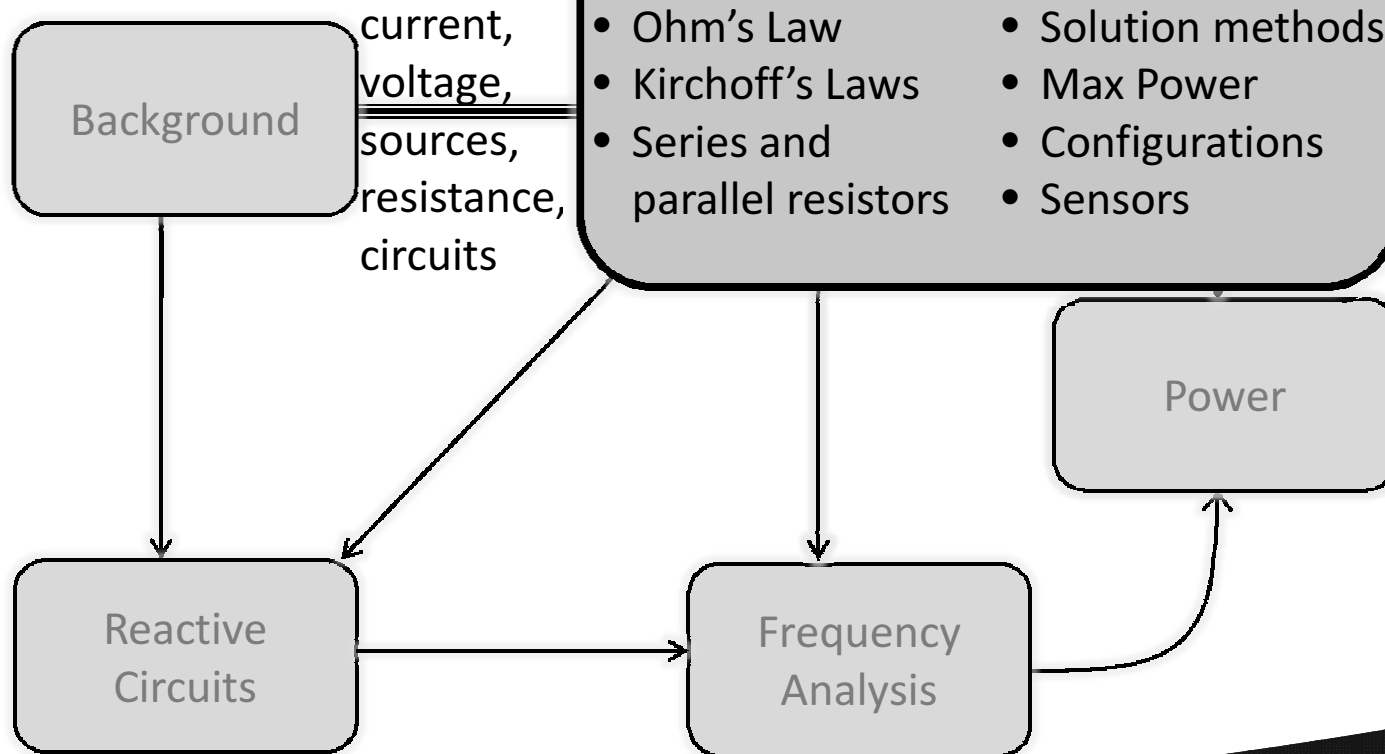 Background
current,
voltage,
sources,
resistance,
circuits
• Ohm's Law
• Kirchoff's Laws
• Series and
parallel resistors
• Solution methods
• Max Power
• Configurations
• Sensors
Power
Reactive
Circuits
Frequency
Analysis